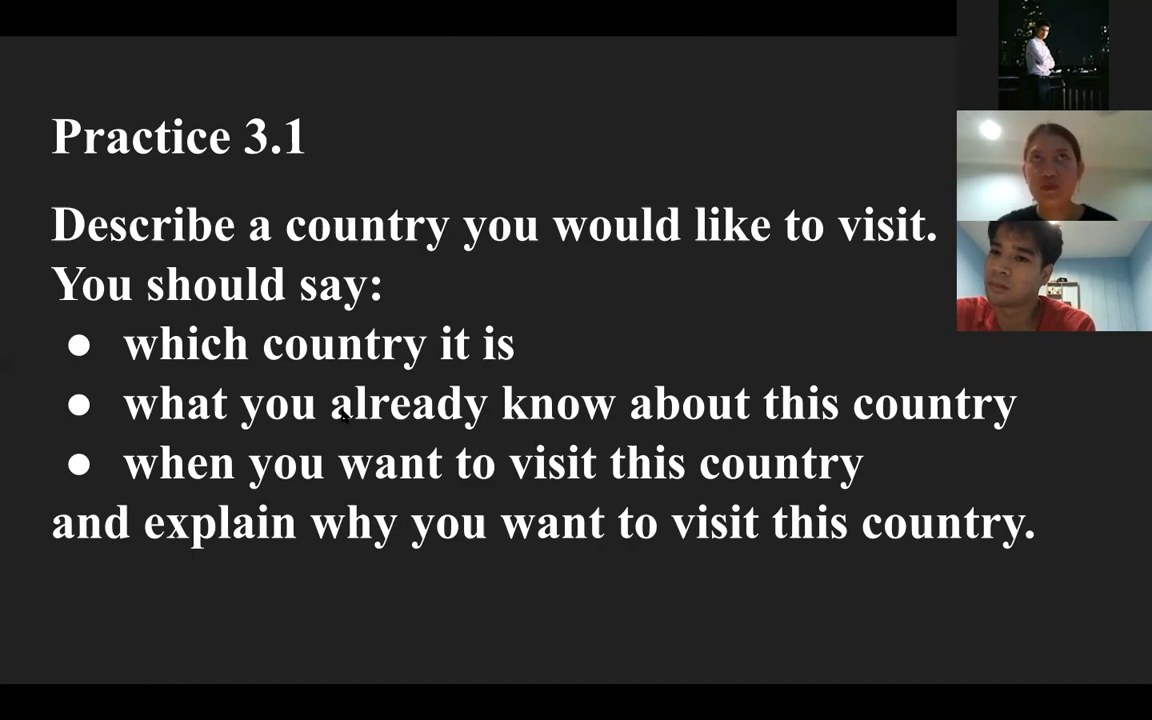 Practice 3.1
Describe a country you would like to visit.
You should say:
● which country it is
● what you already know about this country
● when you want to visit this country
and explain why you want to visit this country.